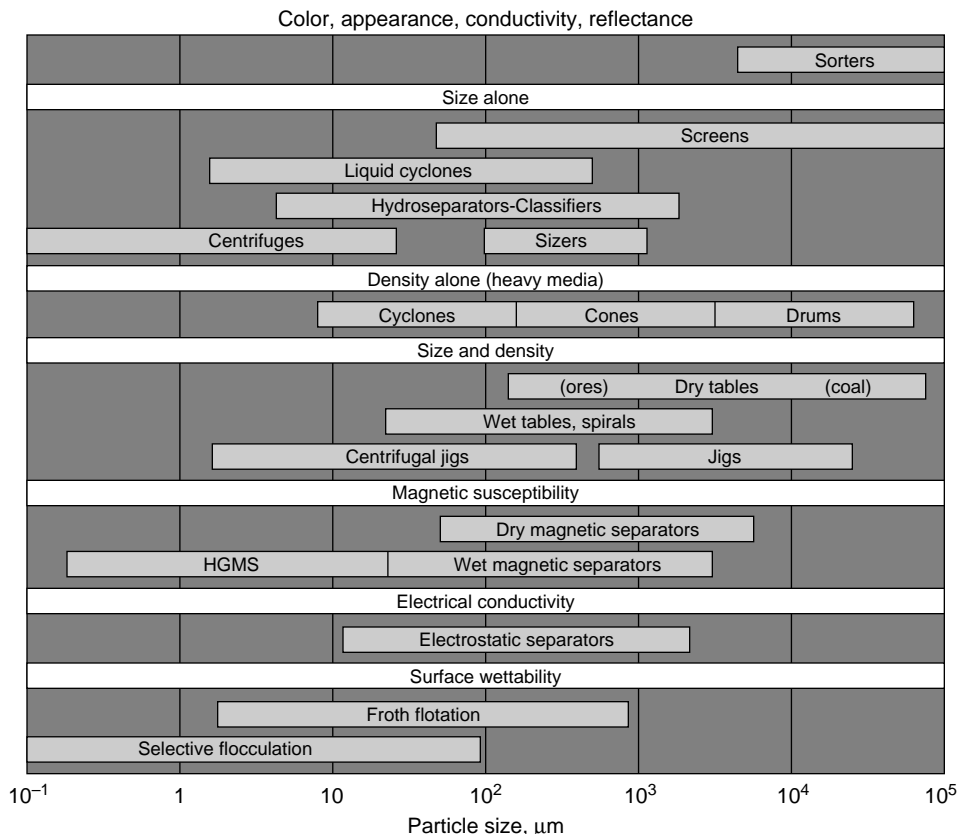 Color, appearance, conductivity, reflectance
Sorters
Size alone
Screens
Liquid cyclones
Hydroseparators-Classifiers
Centrifuges Sizers
Density alone (heavy media)
Cyclones Cones Drums
Size and density
(ores) Dry tables (coal)
Wet tables, spirals
Centrifugal jigs Jigs
Magnetic susceptibility
Dry magnetic separators
HGMS Wet magnetic separators
Electrical conductivity
Electrostatic separators
Surface wettability
Froth flotation
Selective flocculation
10⁻¹ 1 10 10² 10³ 10⁴ 10⁵
Particle size, μm